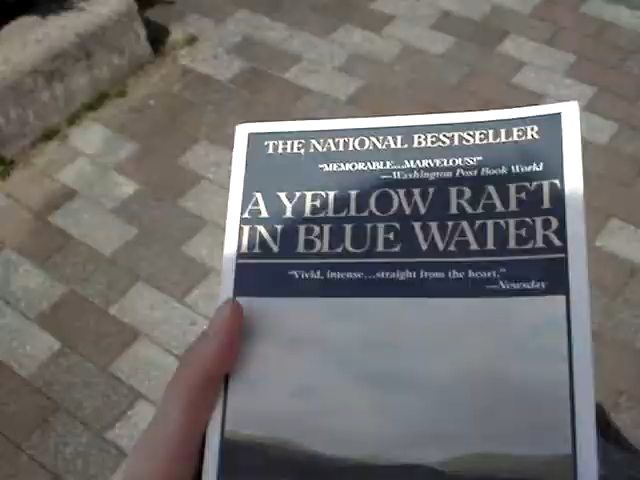 THE NATIONAL BESTSELLER
"MEMORABLE...MARVELOUS!"
—Washington Post Book World
A YELLOW RAFT
IN BLUE WATER
"Vivid, intense...straight from the heart."
—Newsday